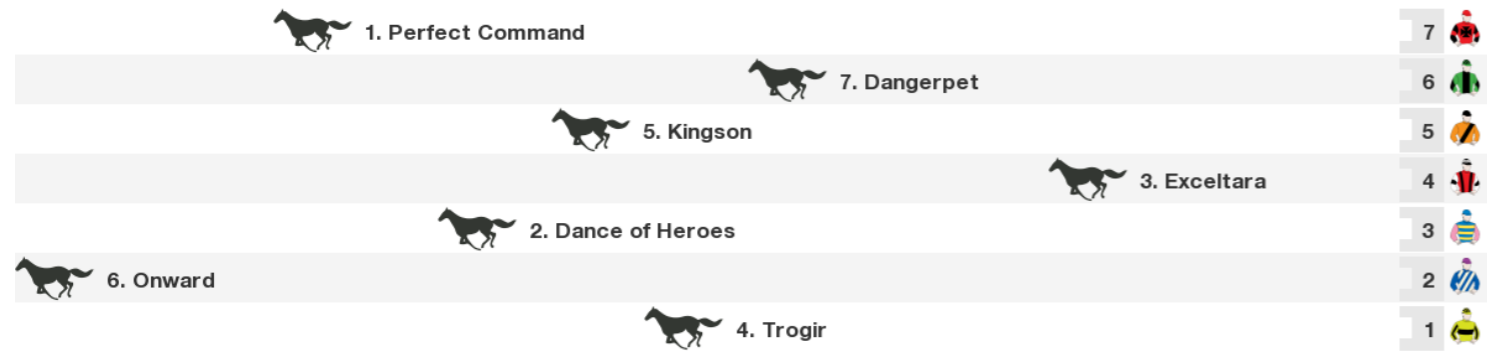 1. Perfect Command 7
7. Dangerpet 6
5. Kingson 5
3. Exceltara 4
2. Dance of Heroes 3
6. Onward 2
4. Trogir 1